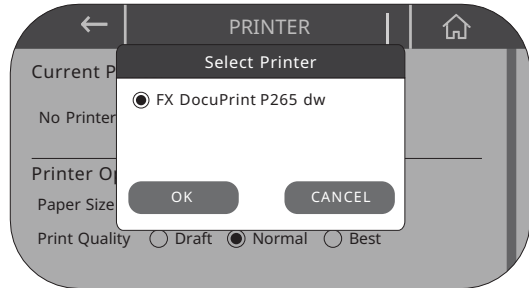 PRINTER
Select Printer
Current P
FX DocuPrint P265 dw
No Printer
Printer Op
OK
CANCEL
Paper Size
Print Quality Draft Normal Best